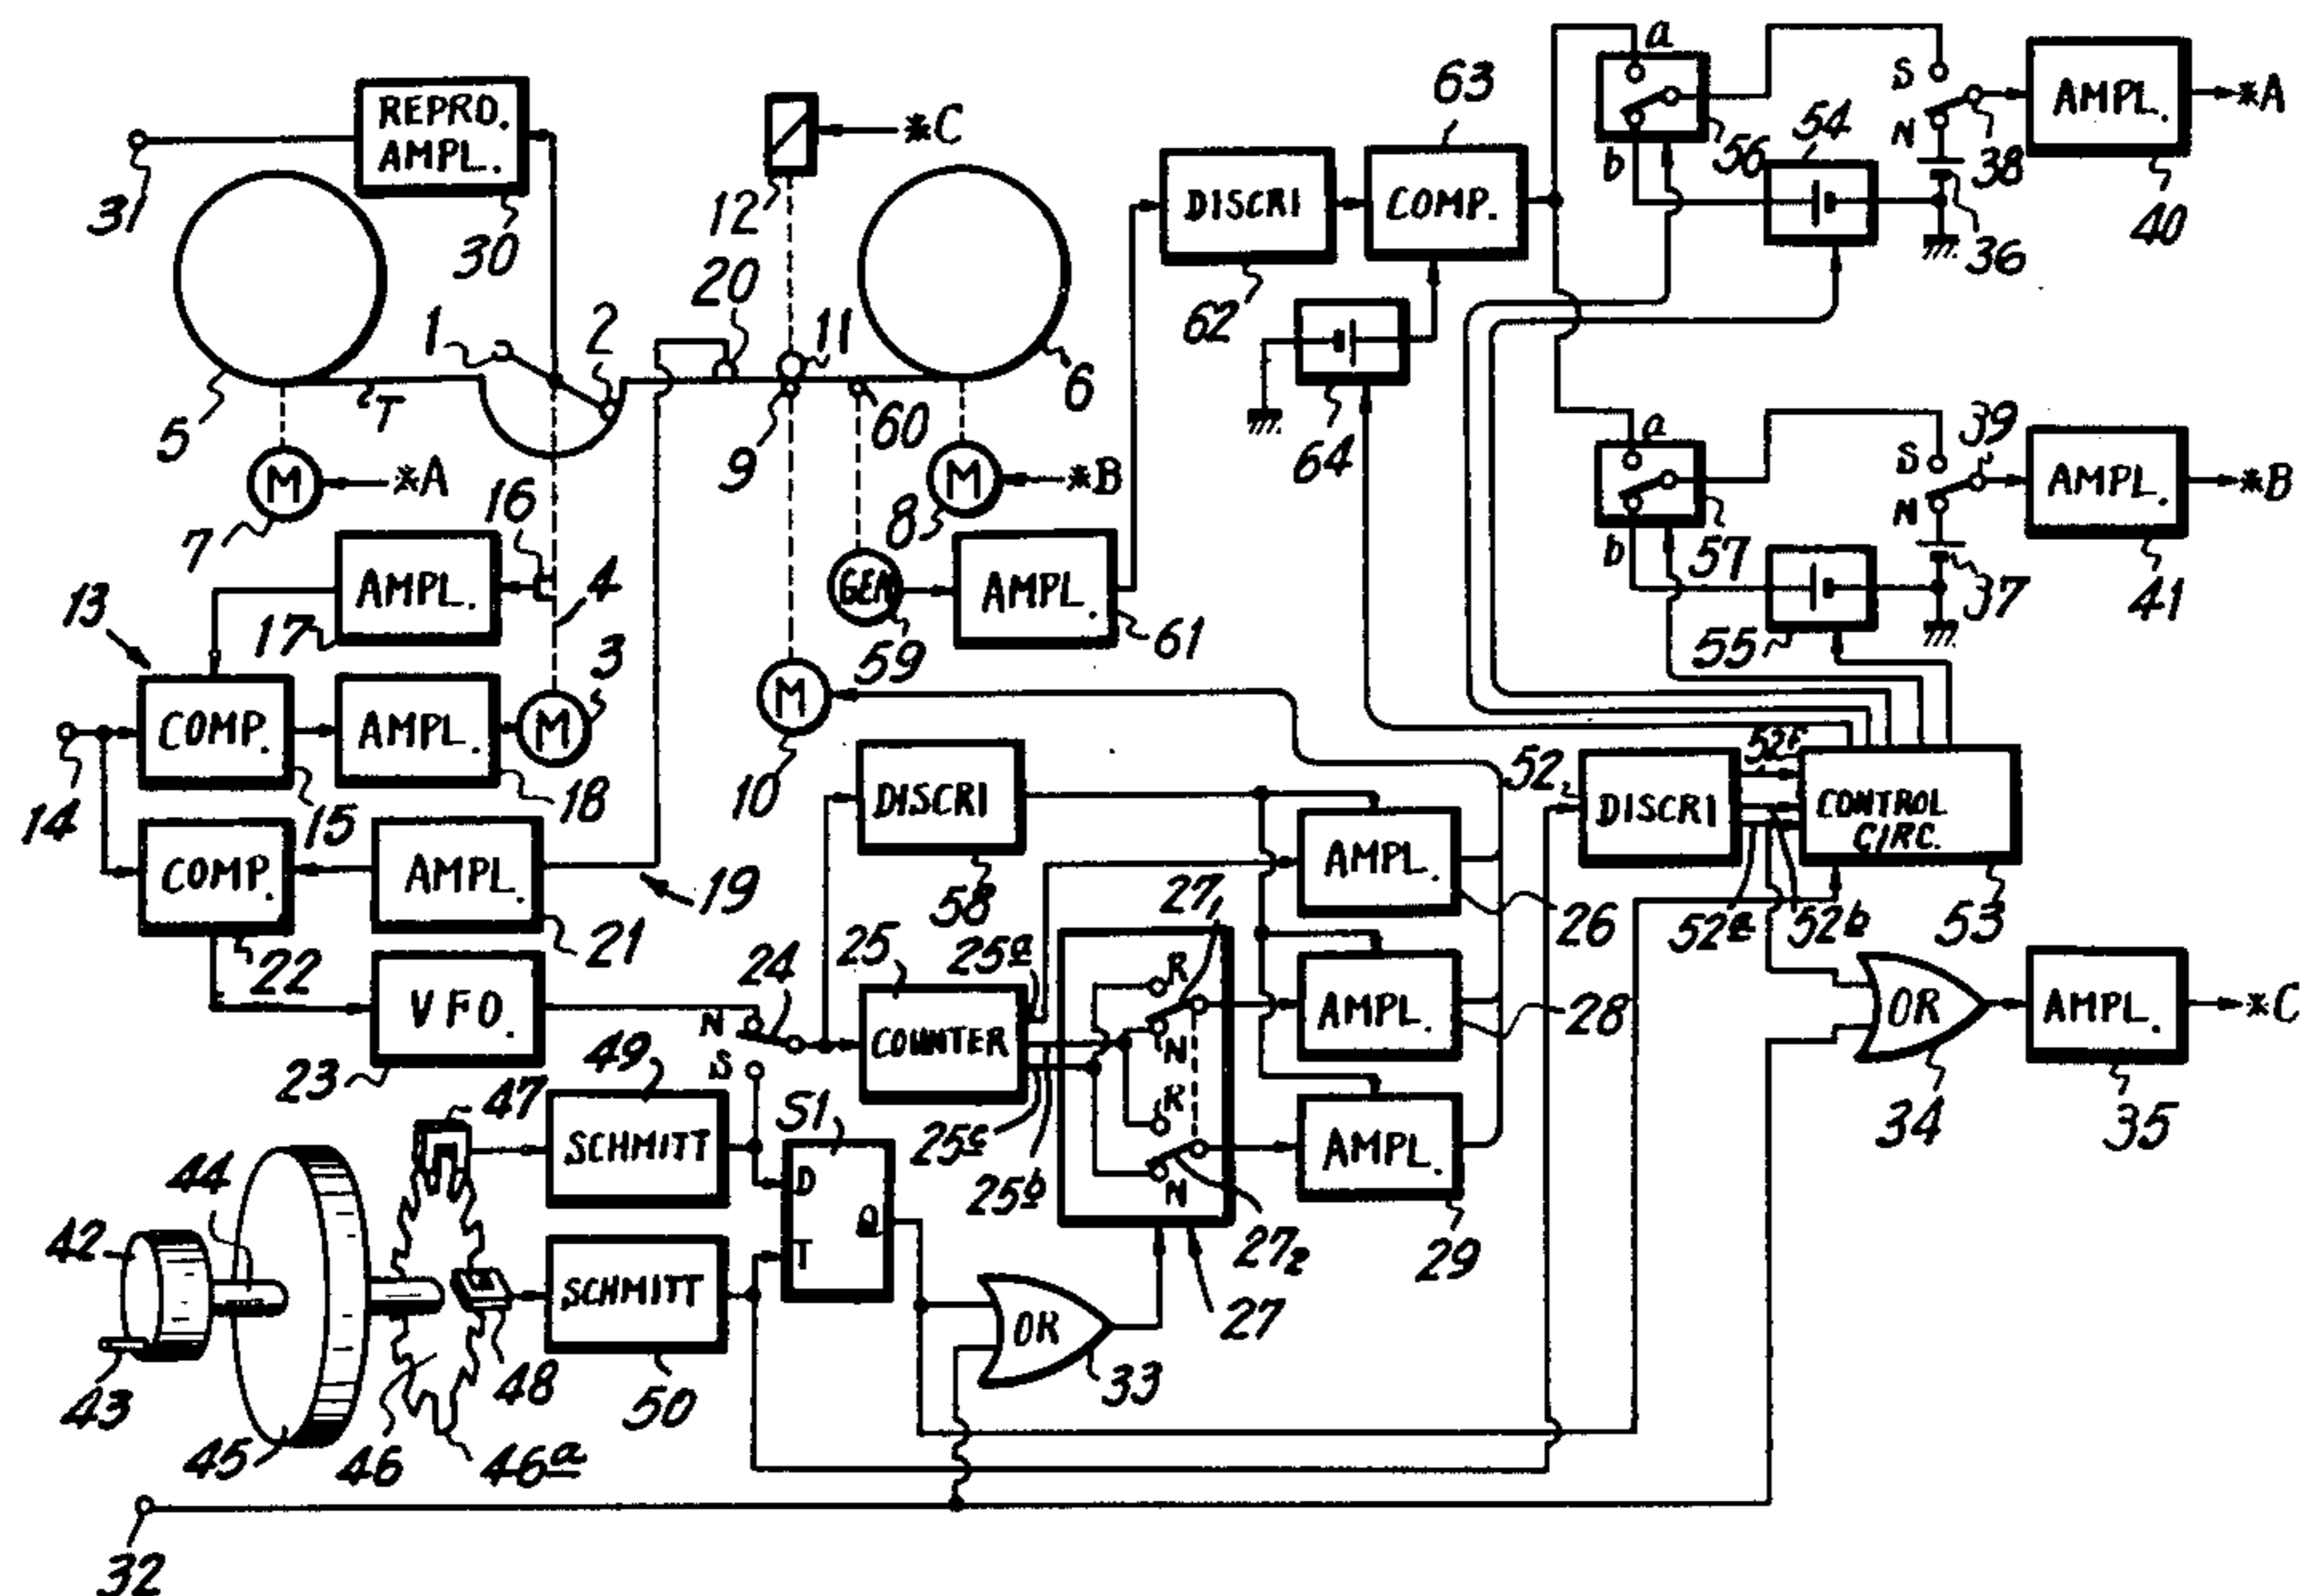 a
63
S
AMPL.
*A
REPRO.
AMPL.
*C
54
N
56
38
31
30
12
DISCRI
COMP.
b
36
40
20
62
1
2
11
6
5
T
9
60
64
a
39
M
*A
16
M
*B
S
AMPL.
*B
7
8
N
AMPL.
4
GEN
AMPL.
b
57
37
41
13
17
3
59
61
55
M
COMP.
AMPL.
M
52
52c
14
15
18
10
DISCRI
DISCRI
CONTROL
CIRC.
COMP.
AMPL.
19
58
AMPL.
27₁
26
52a
52b
53
22
21
24
25
25a
V F O.
N
COUNTER
R
N
AMPL.
28
OR
AMPL.
*C
23
49
S
47
51
25c
25b
R
N
34
35
44
SCHMITT
D
AMPL.
42
Q
27₂
29
SCHMITT
T
27
43
48
50
OR
33
45
46
46a
32